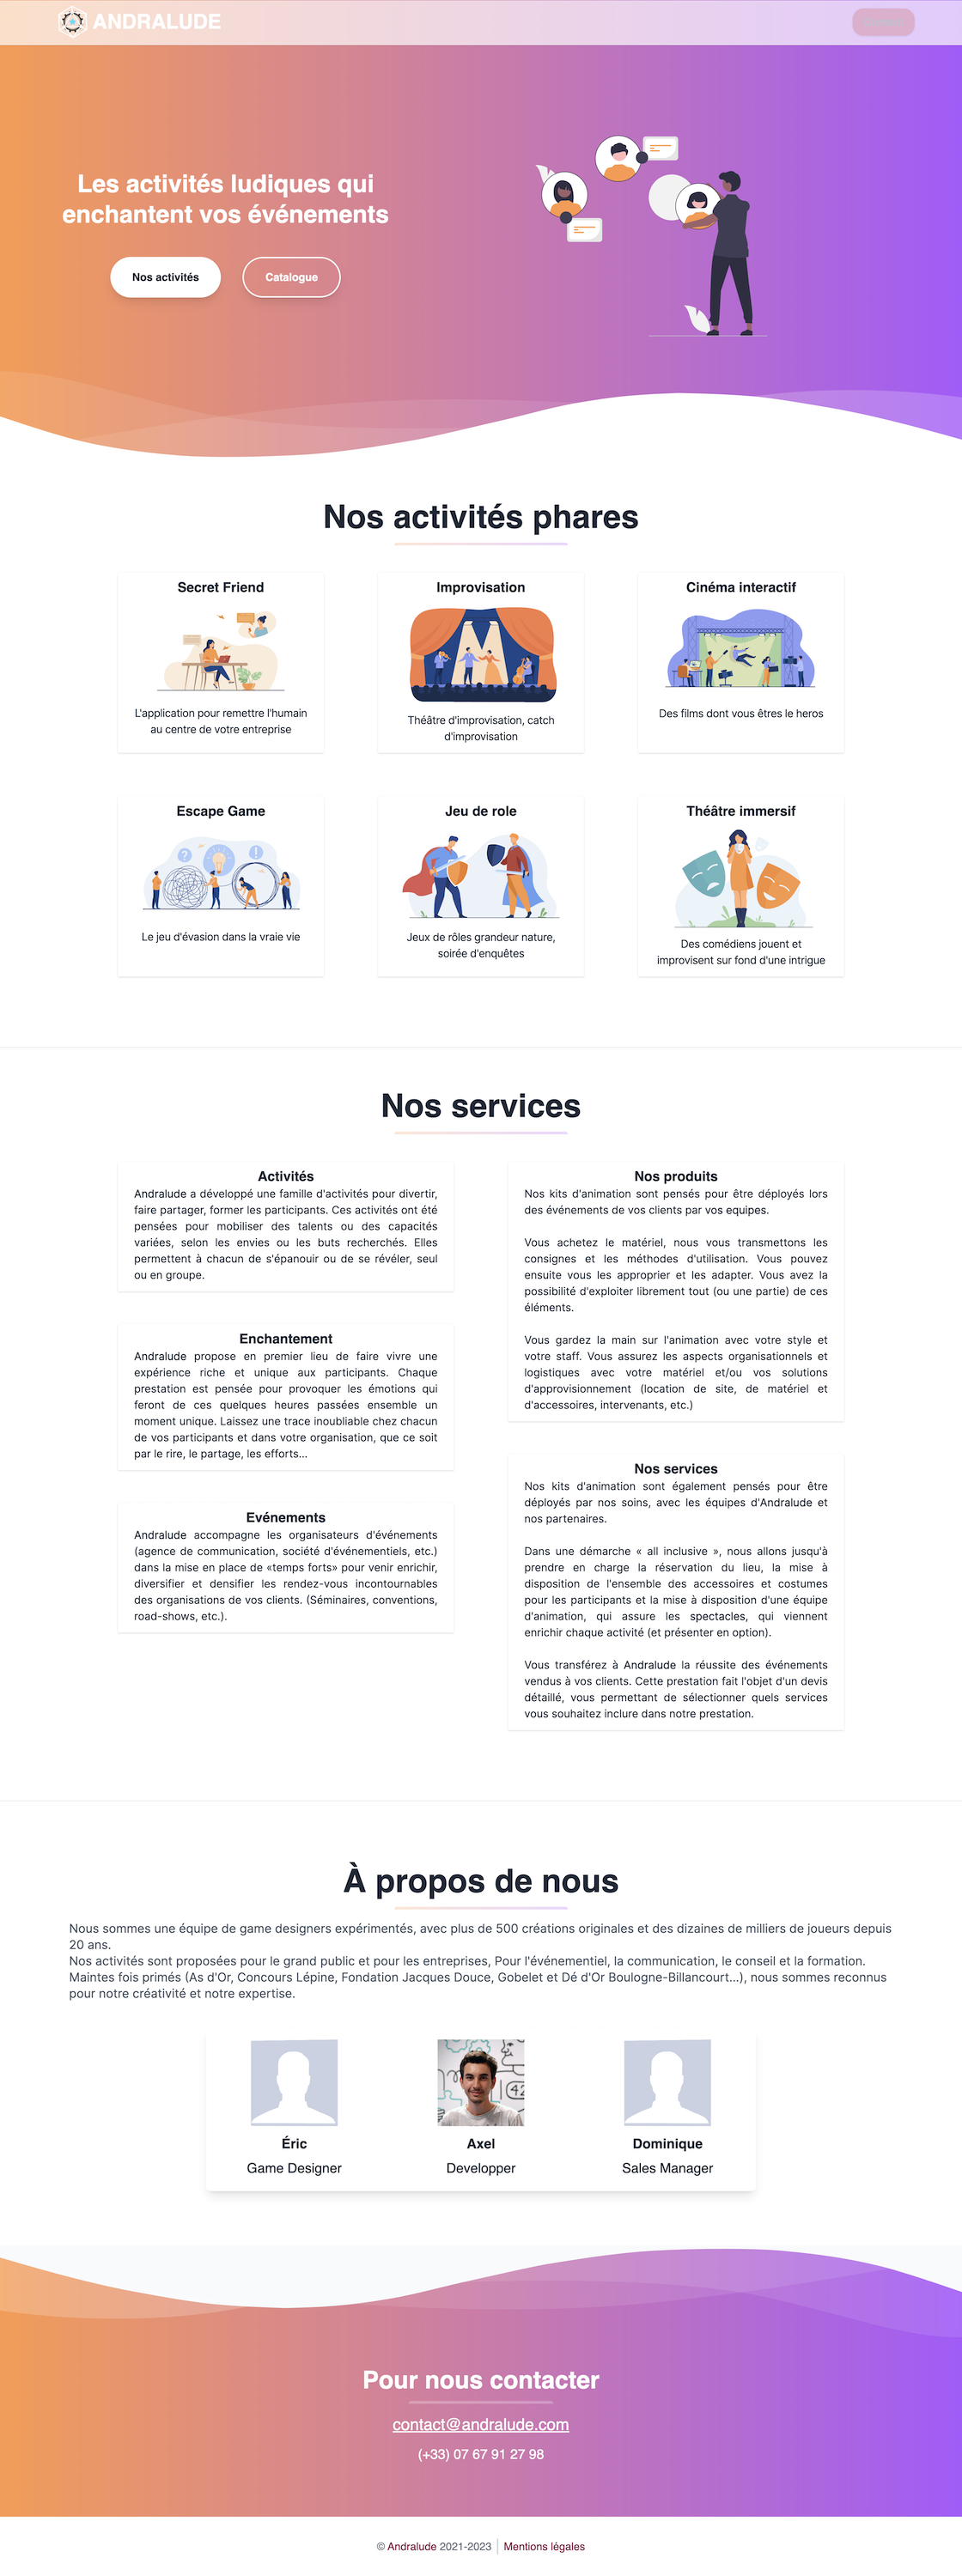 ANDRALUDE
Les activités ludiques qui
enchantent vos événements
Nos activités
Catalogue
Nos activités phares
Secret Friend
L'application pour remettre l'humain
au centre de votre entreprise
Improvisation
Théâtre d'improvisation, catch
d'improvisation
Cinéma interactif
Des films dont vous êtres le heros
Escape Game
Le jeu d'évasion dans la vraie vie
Jeu de role
Jeux de rôles grandeur nature,
soirée d'enquêtes
Théâtre immersif
Des comédiens jouent et
improvisent sur fond d'une intrigue
Nos services
Activités
Andralude a développé une famille d'activités pour divertir,
faire partager, former les participants. Ces activités ont été
pensées pour mobiliser des talents ou des capacités
variées, selon les envies ou les buts recherchés. Elles
permettent à chacun de s'épanouir ou de se révéler, seul
ou en groupe.
Enchantement
Andralude propose en premier lieu de faire vivre une
expérience riche et unique aux participants. Chaque
prestation est pensée pour provoquer les émotions qui
feront de ces quelques heures passées ensemble un
moment unique. Laissez une trace inoubliable chez chacun
de vos participants et dans votre organisation, que ce soit
par le rire, le partage, les efforts...
Evénements
Andralude accompagne les organisateurs d'événements
(agence de communication, société d'événementiels, etc.)
dans la mise en place de «temps forts» pour venir enrichir,
diversifier et densifier les rendez-vous incontournables
des organisations de vos clients. (Séminaires, conventions,
road-shows, etc.).
Nos produits
Nos kits d'animation sont pensés pour être déployés lors
des événements de vos clients par vos equipes.
Vous achetez le matériel, nous vous transmettons les
consignes et les méthodes d'utilisation. Vous pouvez
ensuite vous les approprier et les adapter. Vous avez la
possibilité d'exploiter librement tout (ou une partie) de ces
éléments.
Vous gardez la main sur l'animation avec votre style et
votre staff. Vous assurez les aspects organisationnels et
logistiques avec votre matériel et/ou vos solutions
d'approvisionnement (location de site, de matériel et
d'accessoires, intervenants, etc.)
Nos services
Nos kits d'animation sont également pensés pour être
déployés par nos soins, avec les équipes d'Andralude et
nos partenaires.
Dans une démarche « all inclusive », nous allons jusqu'à
prendre en charge la réservation du lieu, la mise à
disposition de l'ensemble des accessoires et costumes
pour les participants et la mise à disposition d'une équipe
d'animation, qui assure les spectacles, qui viennent
enrichir chaque activité (et présenter en option).
Vous transférez à Andralude la réussite des événements
vendus à vos clients. Cette prestation fait l'objet d'un devis
détaillé, vous permettant de sélectionner quels services
vous souhaitez inclure dans notre prestation.
À propos de nous
Nous sommes une équipe de game designers expérimentés, avec plus de 500 créations originales et des dizaines de milliers de joueurs depuis
20 ans.
Nos activités sont proposées pour le grand public et pour les entreprises, Pour l'événementiel, la communication, le conseil et la formation.
Maintes fois primés (As d'Or, Concours Lépine, Fondation Jacques Douce, Gobelet et Dé d'Or Boulogne-Billancourt...), nous sommes reconnus
pour notre créativité et notre expertise.
Éric
Game Designer
42
Axel
Developper
Dominique
Sales Manager
Pour nous contacter
contact@andralude.com
(+33) 07 67 91 27 98
© Andralude 2021-2023 | Mentions légales